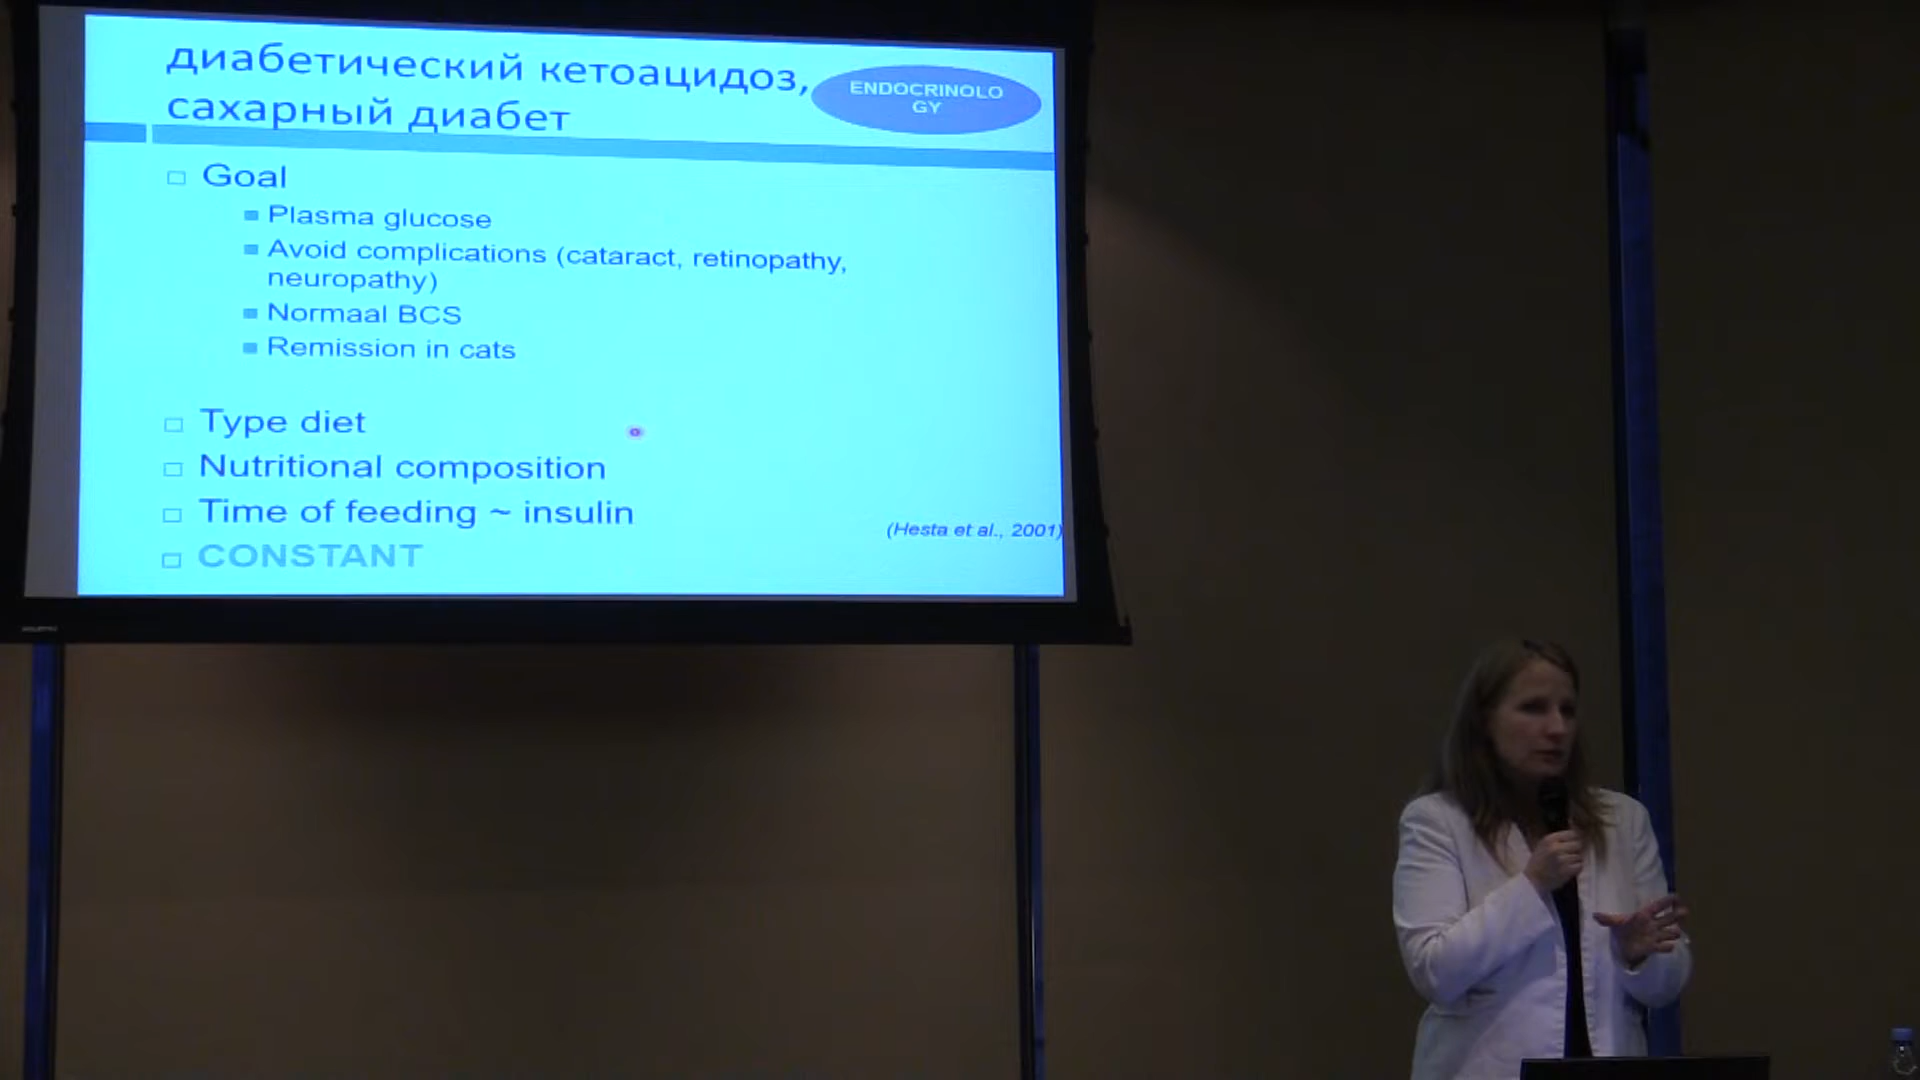 диабетический кетоацидоз,
сахарный диабет
ENDOCRINOLO
GY
Goal
Plasma glucose
Avoid complications (cataract, retinopathy,
neuropathy)
Normaal BCS
Remission in cats
Type diet
Nutritional composition
Time of feeding ~ insulin
(Hesta et al., 2001)
CONSTANT